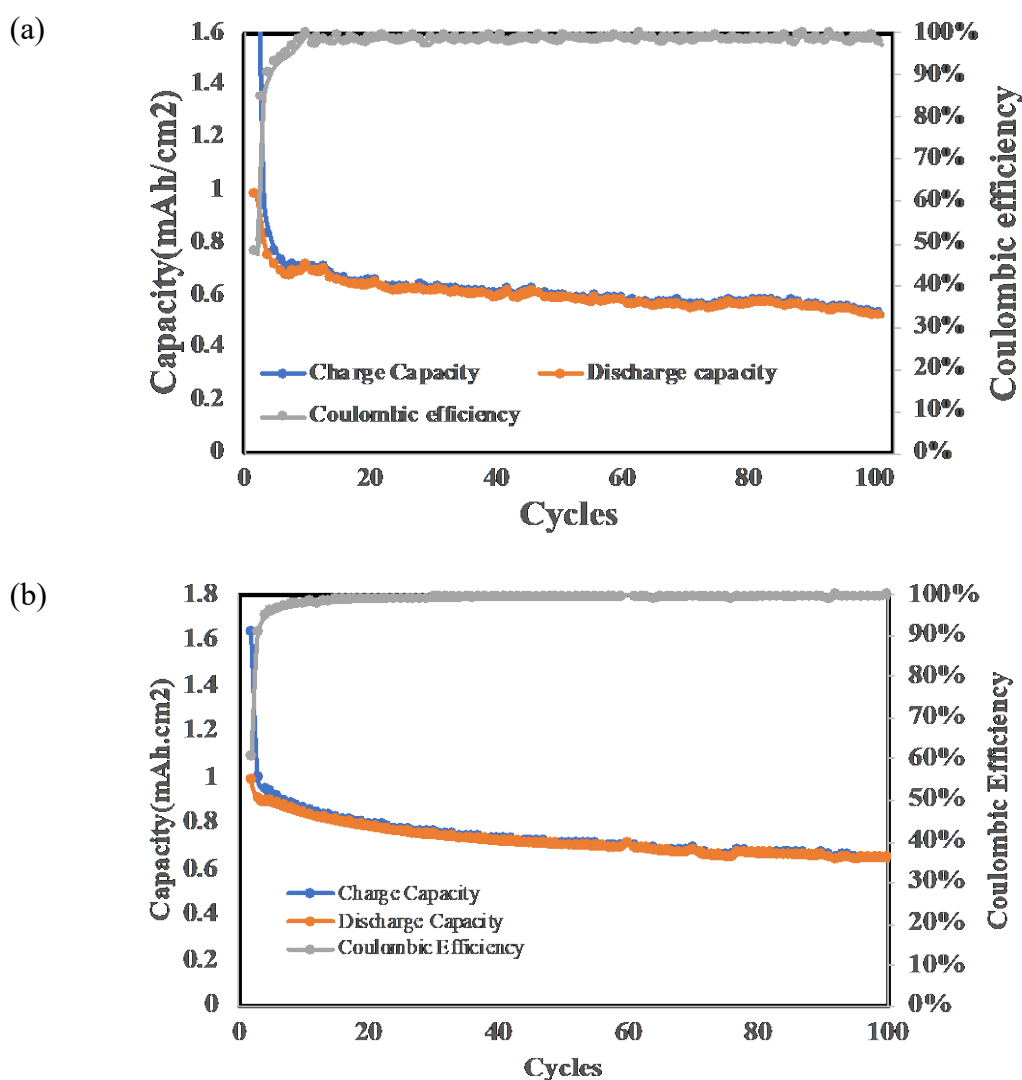 (a)
Capacity(mAh/cm2)
1.6
1.4
1.2
1
0.8
0.6
0.4
0.2
0
100%
90%
80%
70%
60%
50%
40%
30%
20%
10%
0%
Coulombic efficiency
Charge Capacity
Discharge capacity
Coulombic efficiency
0 20 40 60 80 100
Cycles
(b)
Capacity(mAh.cm2)
1.8
1.6
1.4
1.2
1
0.8
0.6
0.4
0.2
0
100%
90%
80%
70%
60%
50%
40%
30%
20%
10%
0%
Coulombic Efficiency
Charge Capacity
Discharge Capacity
Coulombic Efficiency
0 20 40 60 80 100
Cycles